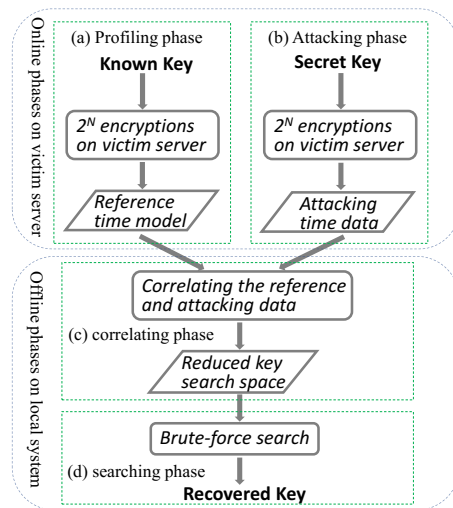 Online phases on victim server
(a) Profiling phase
Known Key
2^N encryptions
on victim server
Reference
time model
(b) Attacking phase
Secret Key
2^N encryptions
on victim server
Attacking
time data
Offline phases on local system
Correlating the reference
and attacking data
(c) correlating phase
Reduced key
search space
Brute-force search
(d) searching phase
Recovered Key